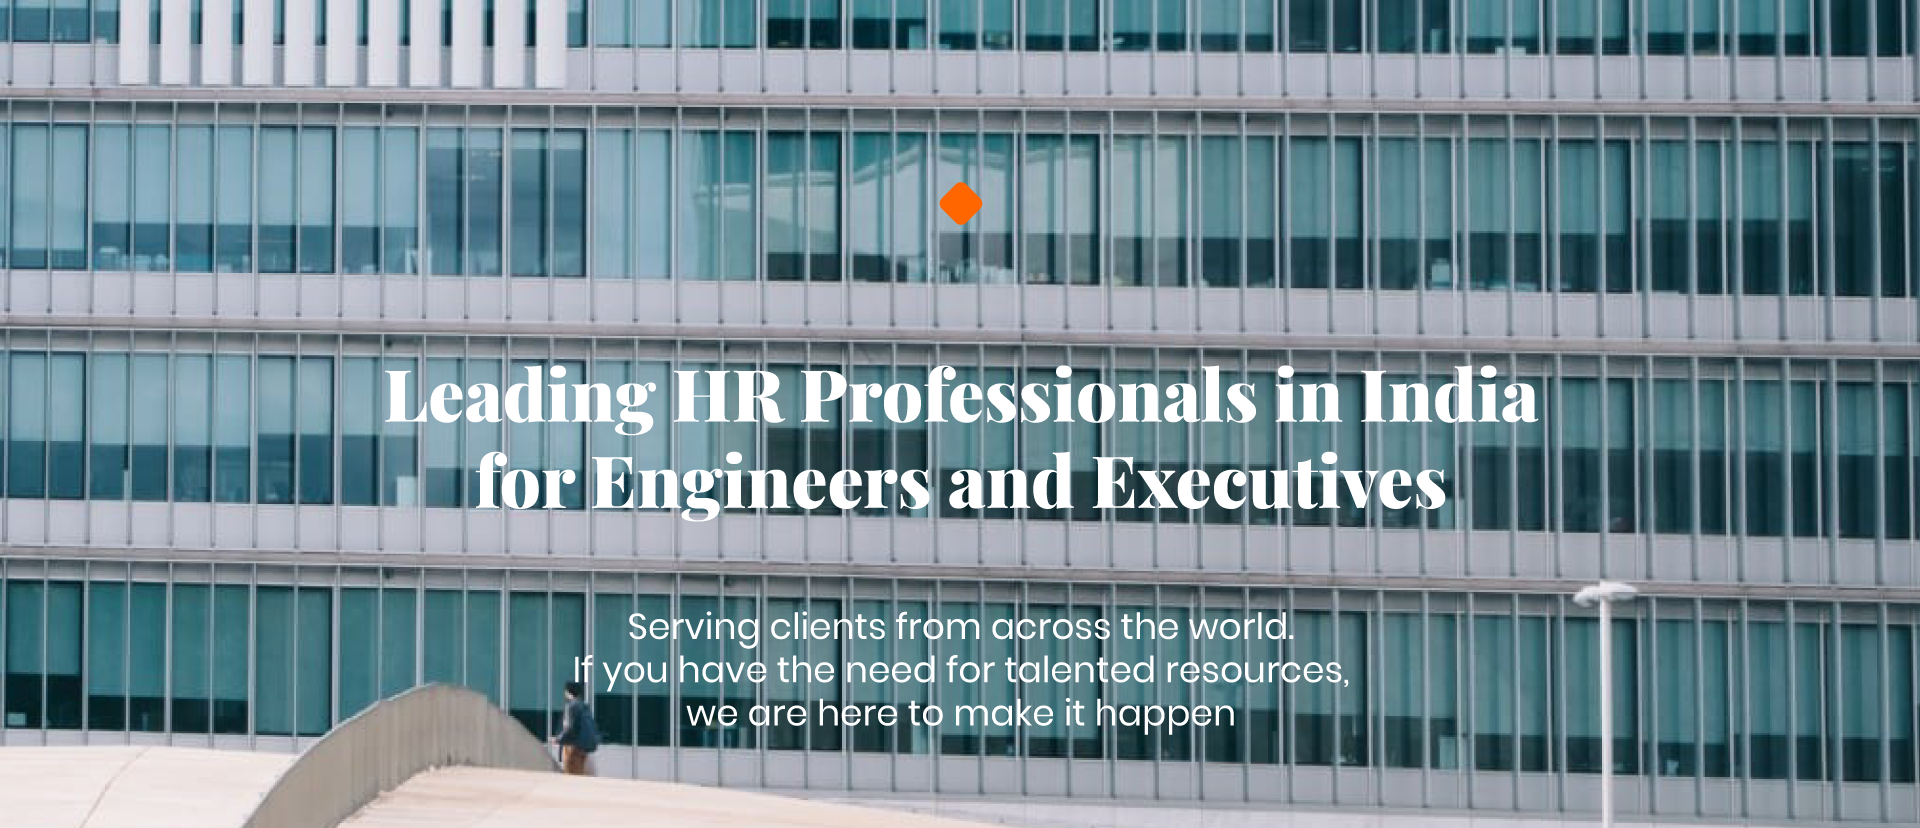 Leading HR Professionals in India
for Engineers and Executives
Serving clients from across the world.
If you have the need for talented resources,
we are here to make it happen